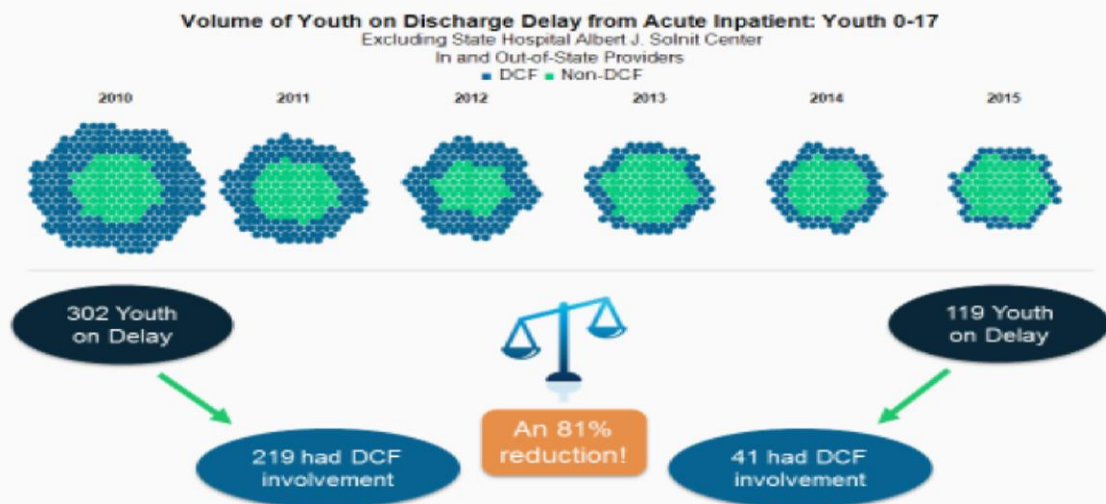 Volume of Youth on Discharge Delay from Acute Inpatient: Youth 0-17
Excluding State Hospital Albert J. Solnit Center
In and Out-of-State Providers
DCF Non-DCF
2010 2011 2012 2013 2014 2015
302 Youth
on Delay
119 Youth
on Delay
An 81%
reduction!
219 had DCF
involvement
41 had DCF
involvement